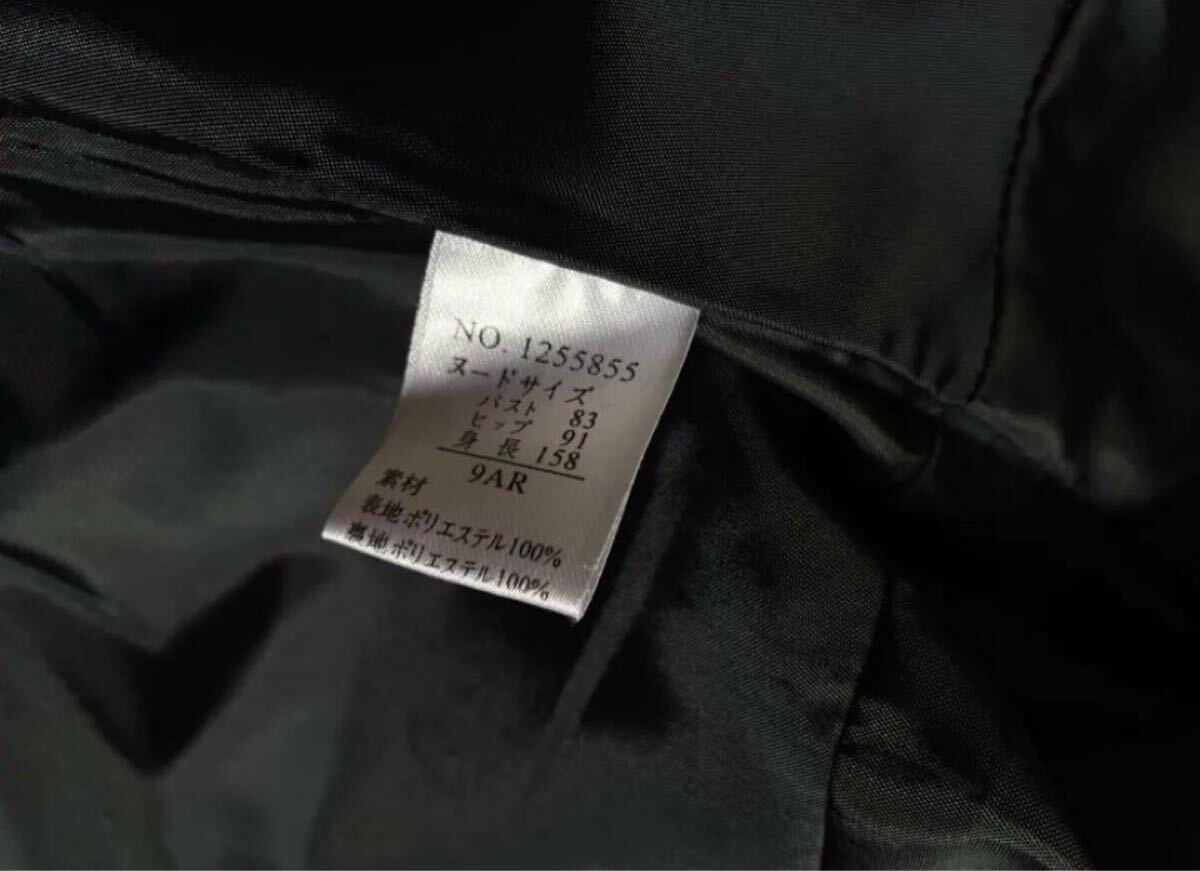 NO. 1255855
ヌードサイズ
バスト 83
ヒップ 91
身長 158
9AR
素材
表地ポリエステル100%
裏地ポリエステル100%